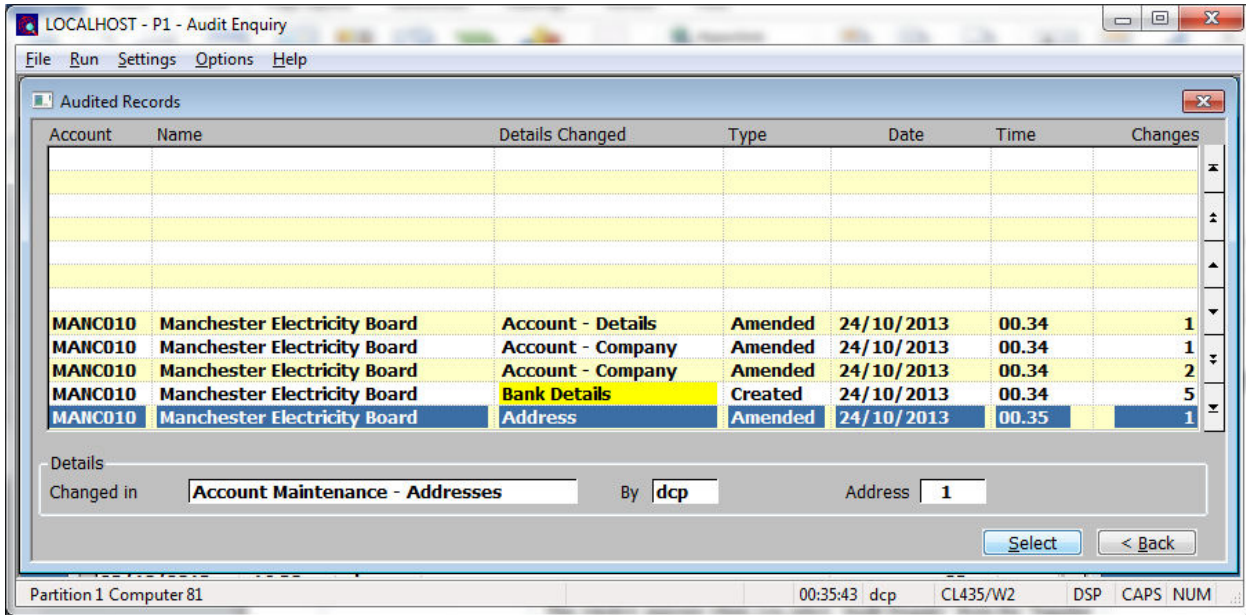 LOCALHOST - P1 - Audit Enquiry
File Run Settings Options Help
Audited Records
Account Name Details Changed Type Date Time Changes
MANC010 Manchester Electricity Board Account - Details Amended 24/10/2013 00.34 1
MANC010 Manchester Electricity Board Account - Company Amended 24/10/2013 00.34 1
MANC010 Manchester Electricity Board Account - Company Amended 24/10/2013 00.34 2
MANC010 Manchester Electricity Board Bank Details Created 24/10/2013 00.34 5
MANC010 Manchester Electricity Board Address Amended 24/10/2013 00.35 1
Details
Changed in Account Maintenance - Addresses By dcp Address 1
Select < Back
Partition 1 Computer 81 00:35:43 dcp CL435/W2 DSP CAPS NUM